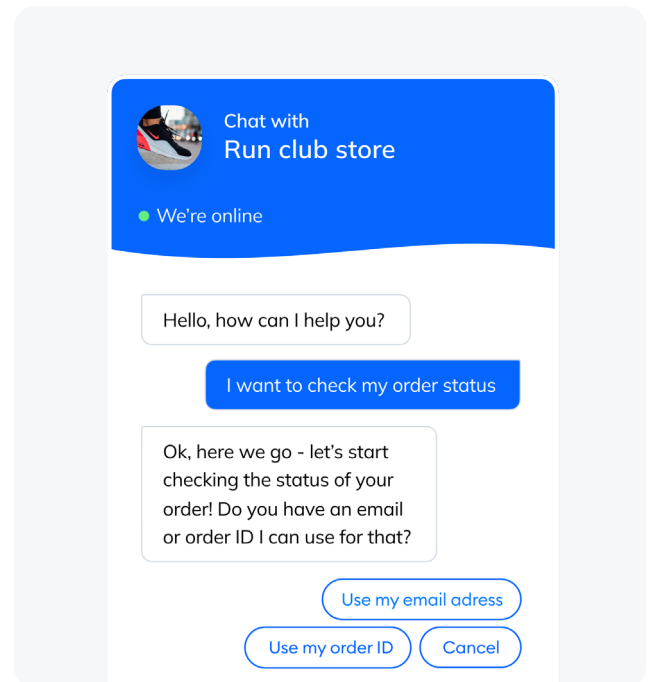 Chat with
Run club store
We're online
Hello, how can I help you?
I want to check my order status
Ok, here we go - let's start
checking the status of your
order! Do you have an email
or order ID I can use for that?
Use my email adress
Use my order ID
Cancel